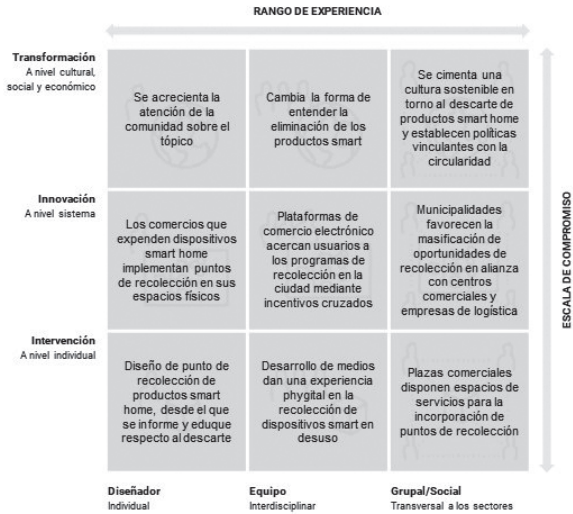 RANGO DE EXPERIENCIA
Transformación
A nivel cultural,
social y económico
Se acrecienta la
atención de la
comunidad sobre el
tópico
Cambia la forma de
entender la
eliminación de los
productos smart
Se cimenta una
cultura sostenible en
torno al descarte de
productos smart home
y establecen políticas
vinculantes con la
circularidad
Innovación
A nivel sistema
Los comercios que
expenden dispositivos
smart home
implementan puntos
de recolección en sus
espacios físicos
Plataformas de
comercio electrónico
acercan usuarios a
los programas de
recolección en la
ciudad mediante
incentivos cruzados
Municipalidades
favorecen la
masificación de
oportunidades de
recolección en alianza
con centros
comerciales y
empresas de logística
Intervención
A nivel individual
Diseño de punto de
recolección de
productos smart
home, desde el que
se informe y eduque
respecto al descarte
Desarrollo de medios
dan una experiencia
phygital en la
recolección de
dispositivos smart en
desuso
Plazas comerciales
disponen espacios de
servicios para la
incorporación de
puntos de recolección
ESCALA DE COMPROMISO
Diseñador
Individual
Equipo
Interdisciplinar
Grupal/Social
Transversal a los sectores